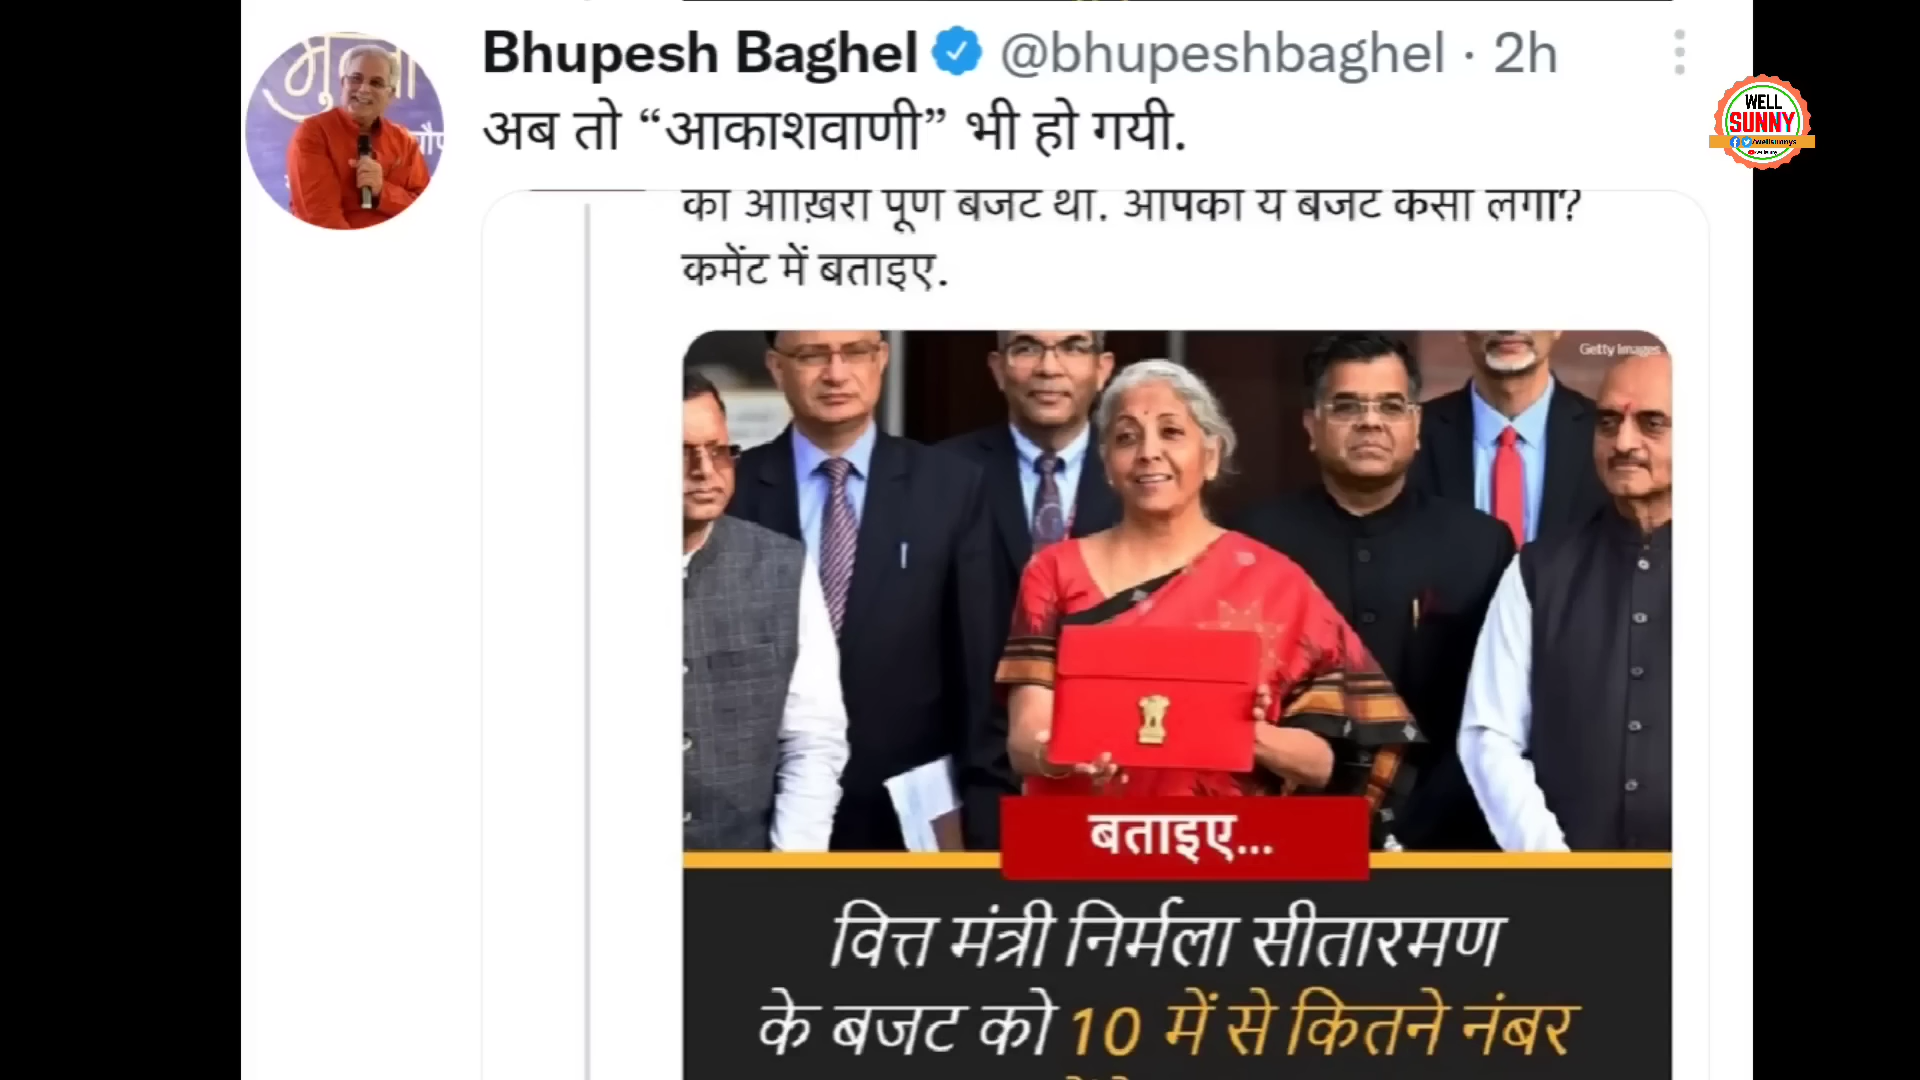 Bhupesh Baghel @bhupeshbaghel · 2h
अब तो “आकाशवाणी” भी हो गयी.
WELL
SUNNY
/wellsunnys
का आख़िरी पूर्ण बजट था. आपको ये बजट कैसा लगा?
कमेंट में बताइए.
Getty Images
बताइए...
वित्त मंत्री निर्मला सीतारमण
के बजट को 10 में से कितने नंबर